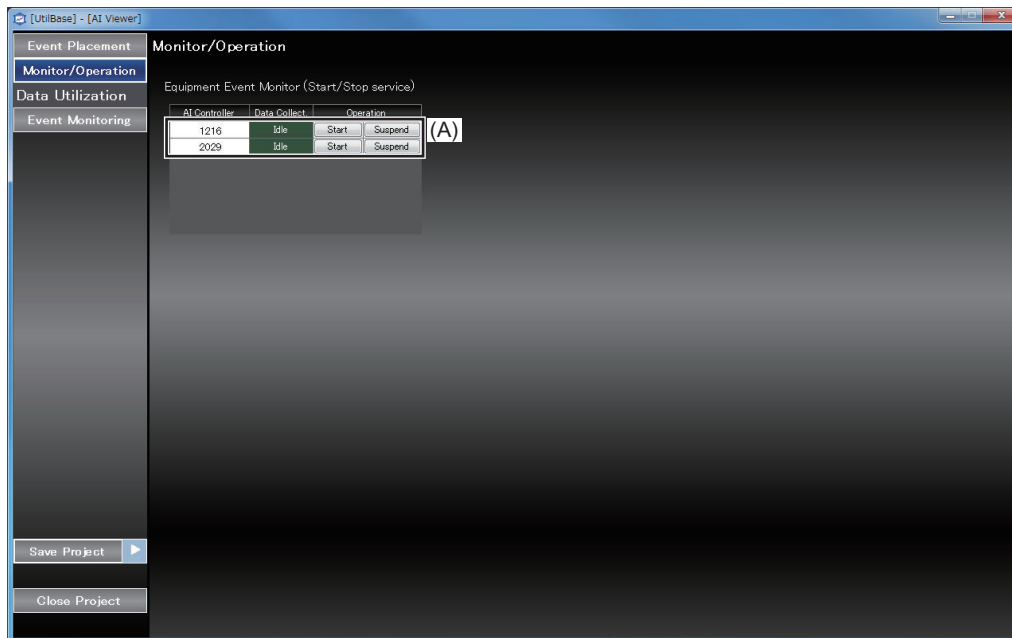 [UtilBase] - [AI Viewer]
Event Placement
Monitor/Operation
Data Utilization
Event Monitoring
Monitor/Operation
Equipment Event Monitor (Start/Stop service)
AI Controller Data Collect. Operation
1216 Idle Start Suspend
2029 Idle Start Suspend
(A)
Save Project
Close Project